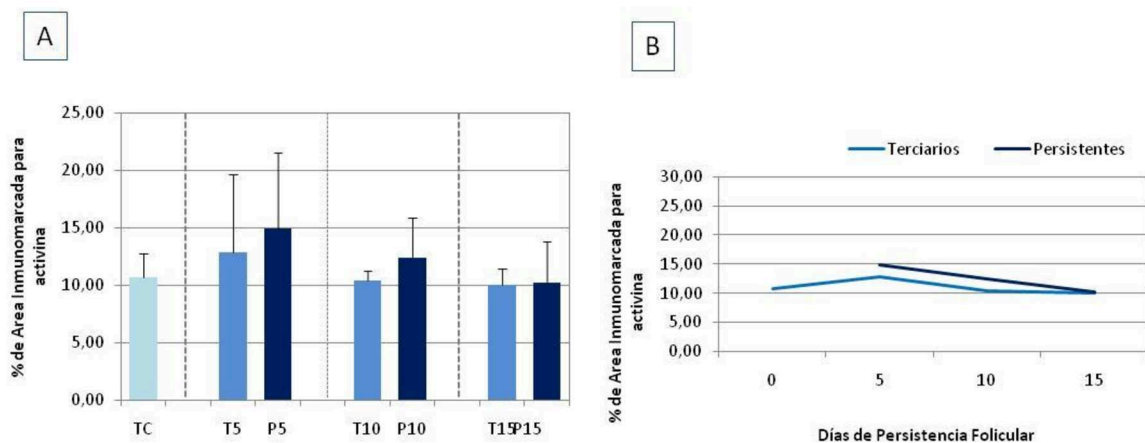 A
% de Area Inmunomarcada para
activina
25,00
20,00
15,00
10,00
5,00
0,00
TC T5 P5 T10 P10 T15 P15
B
Terciarios Persistentes
% de Area Inmunomarcada para
activina
30,00
25,00
20,00
15,00
10,00
5,00
0,00
0 5 10 15
Días de Persistencia Folicular